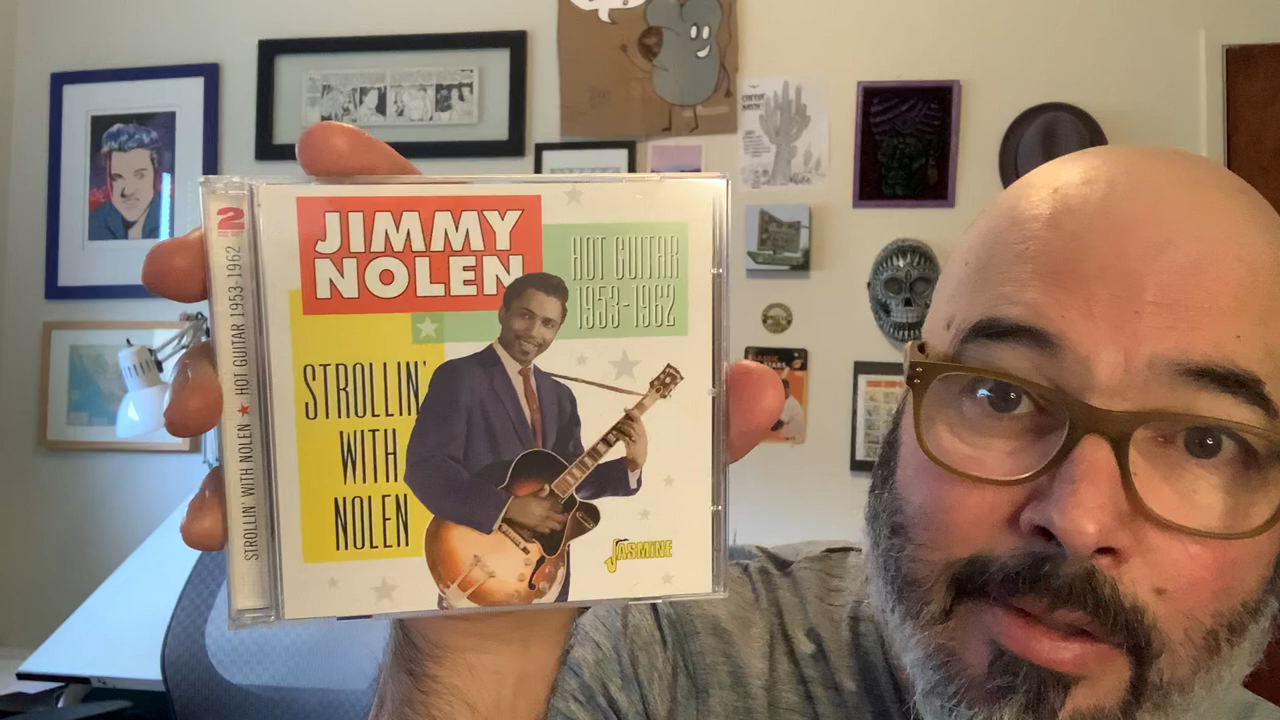 JIMMY
NOLEN
HOT GUITAR
1953-1962
STROLLIN'
WITH
NOLEN
JASMINE
2
STROLLIN' WITH NOLEN ★ HOT GUITAR 1953-1962